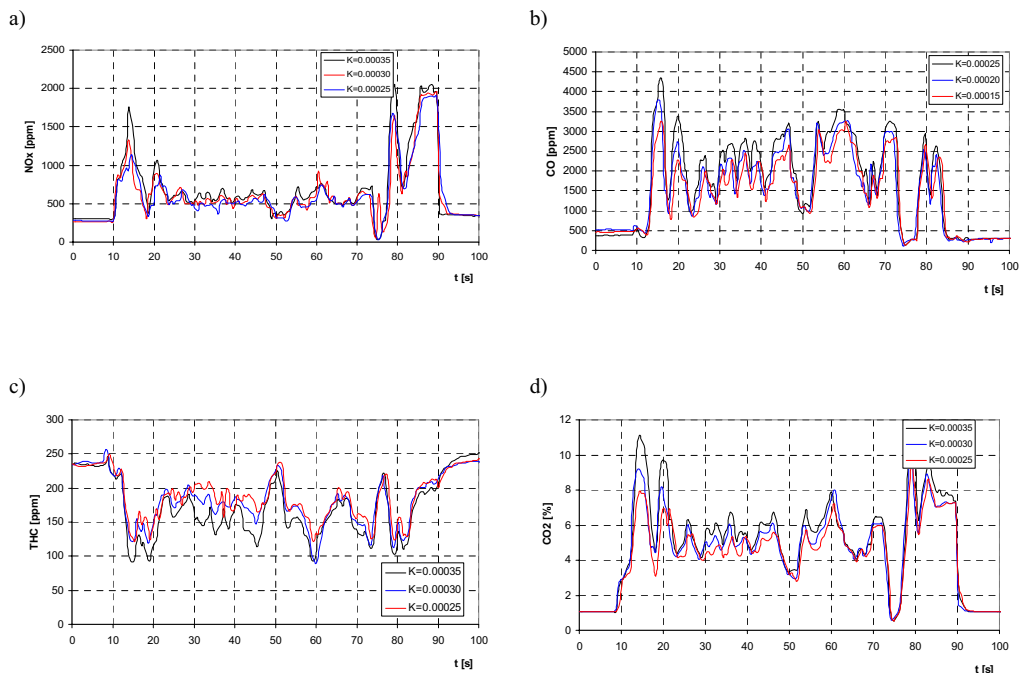 a)
2500
2000
1500
1000
500
0
NOx [ppm]
0 10 20 30 40 50 60 70 80 90 100
t [s]
K=0.00035
K=0.00030
K=0.00025
b)
5000
4500
4000
3500
3000
2500
2000
1500
1000
500
0
CO [ppm]
0 10 20 30 40 50 60 70 80 90 100
t [s]
K=0.00025
K=0.00020
K=0.00015
c)
300
250
200
150
100
50
0
THC [ppm]
0 10 20 30 40 50 60 70 80 90 100
t [s]
K=0.00035
K=0.00030
K=0.00025
d)
12
10
8
6
4
2
0
CO2 [%]
0 10 20 30 40 50 60 70 80 90 100
t [s]
K=0.00035
K=0.00030
K=0.00025